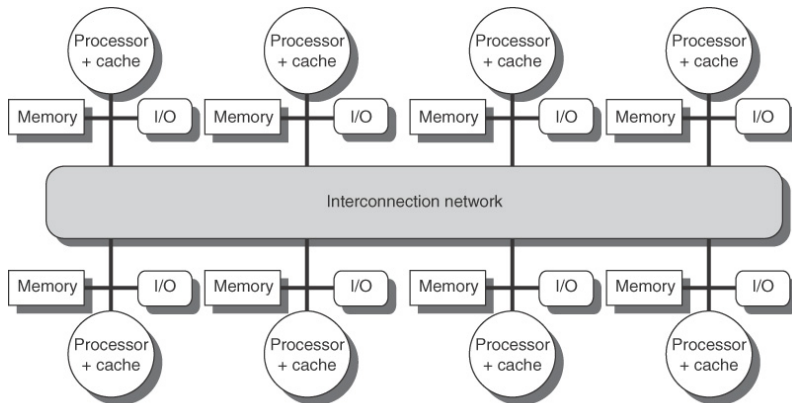 Processor
+ cache
Processor
+ cache
Processor
+ cache
Processor
+ cache
Memory
I/O
Memory
I/O
Memory
I/O
Memory
I/O
Interconnection network
Memory
I/O
Memory
I/O
Memory
I/O
Memory
I/O
Processor
+ cache
Processor
+ cache
Processor
+ cache
Processor
+ cache